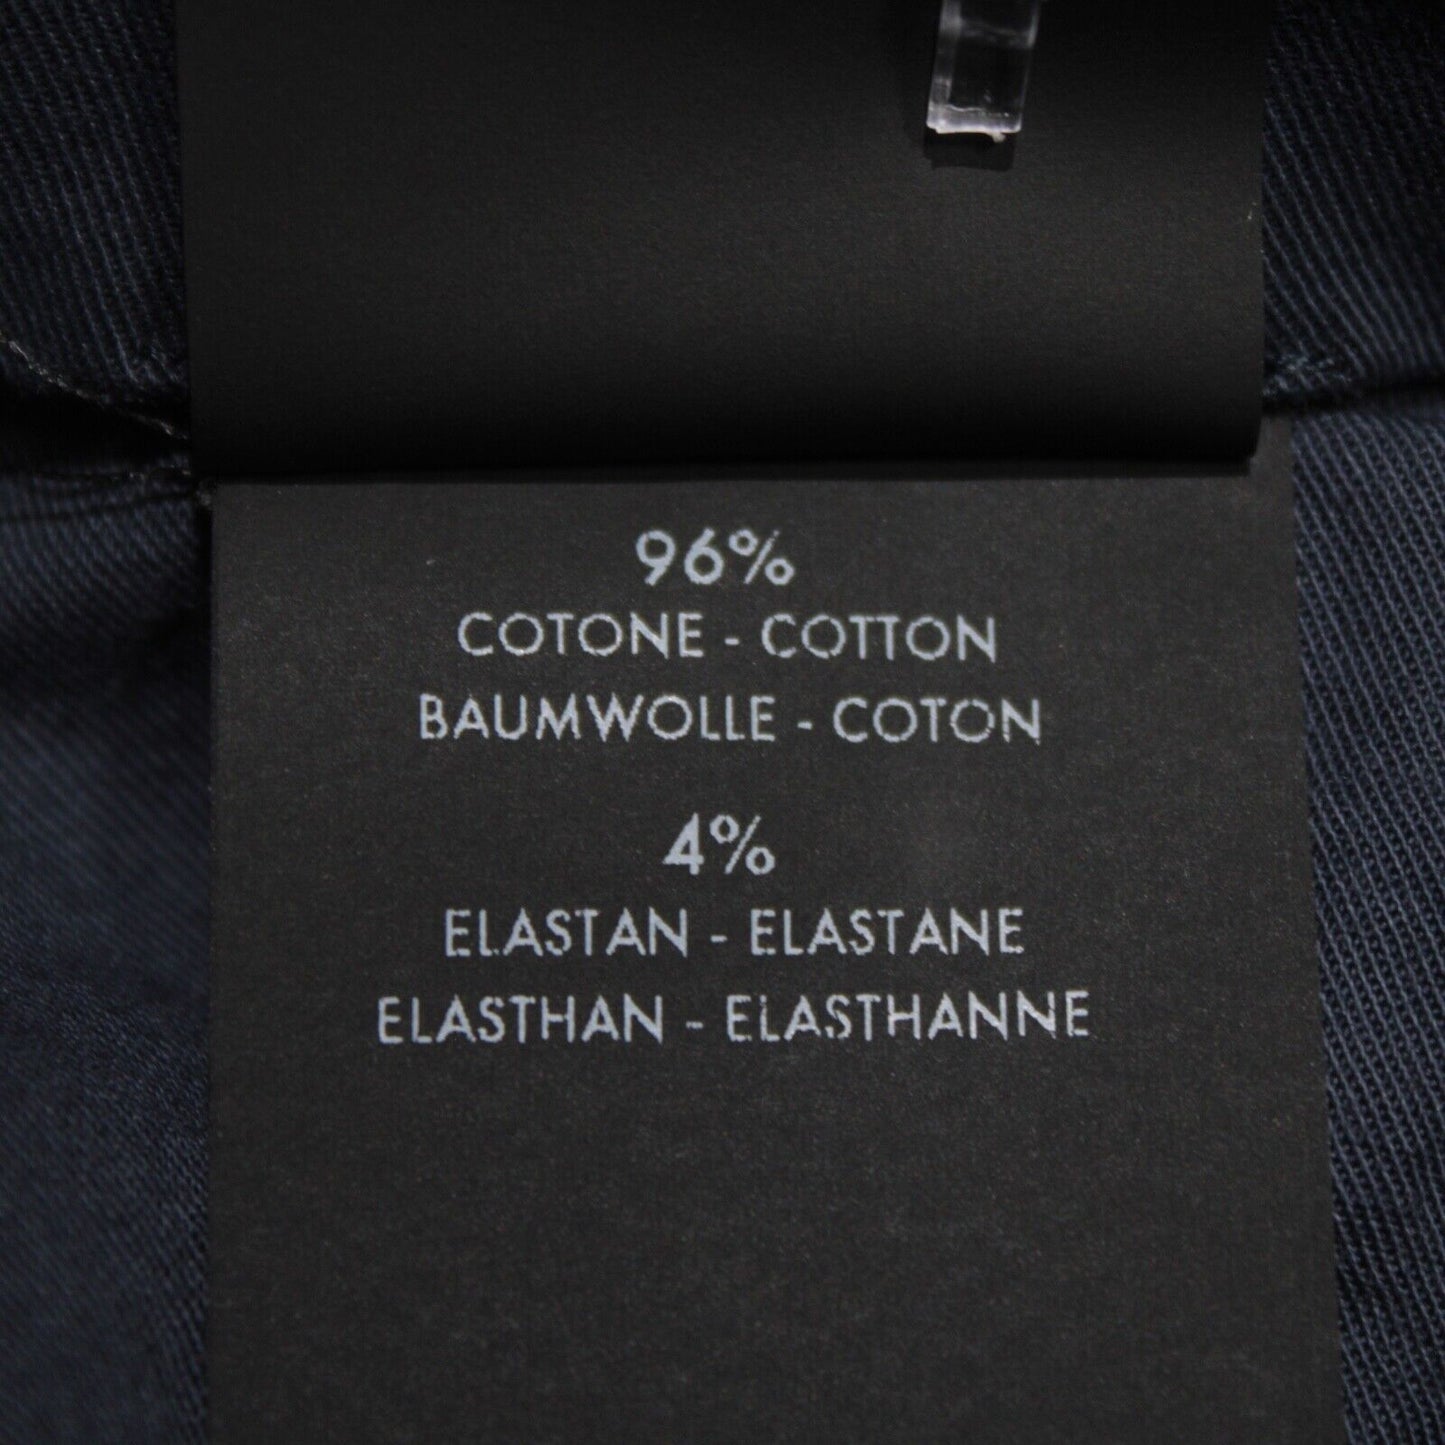 96%
COTONE - COTTON
BAUMWOLLE - COTON
4%
ELASTAN - ELASTANE
ELASTHAN - ELASTHANNE